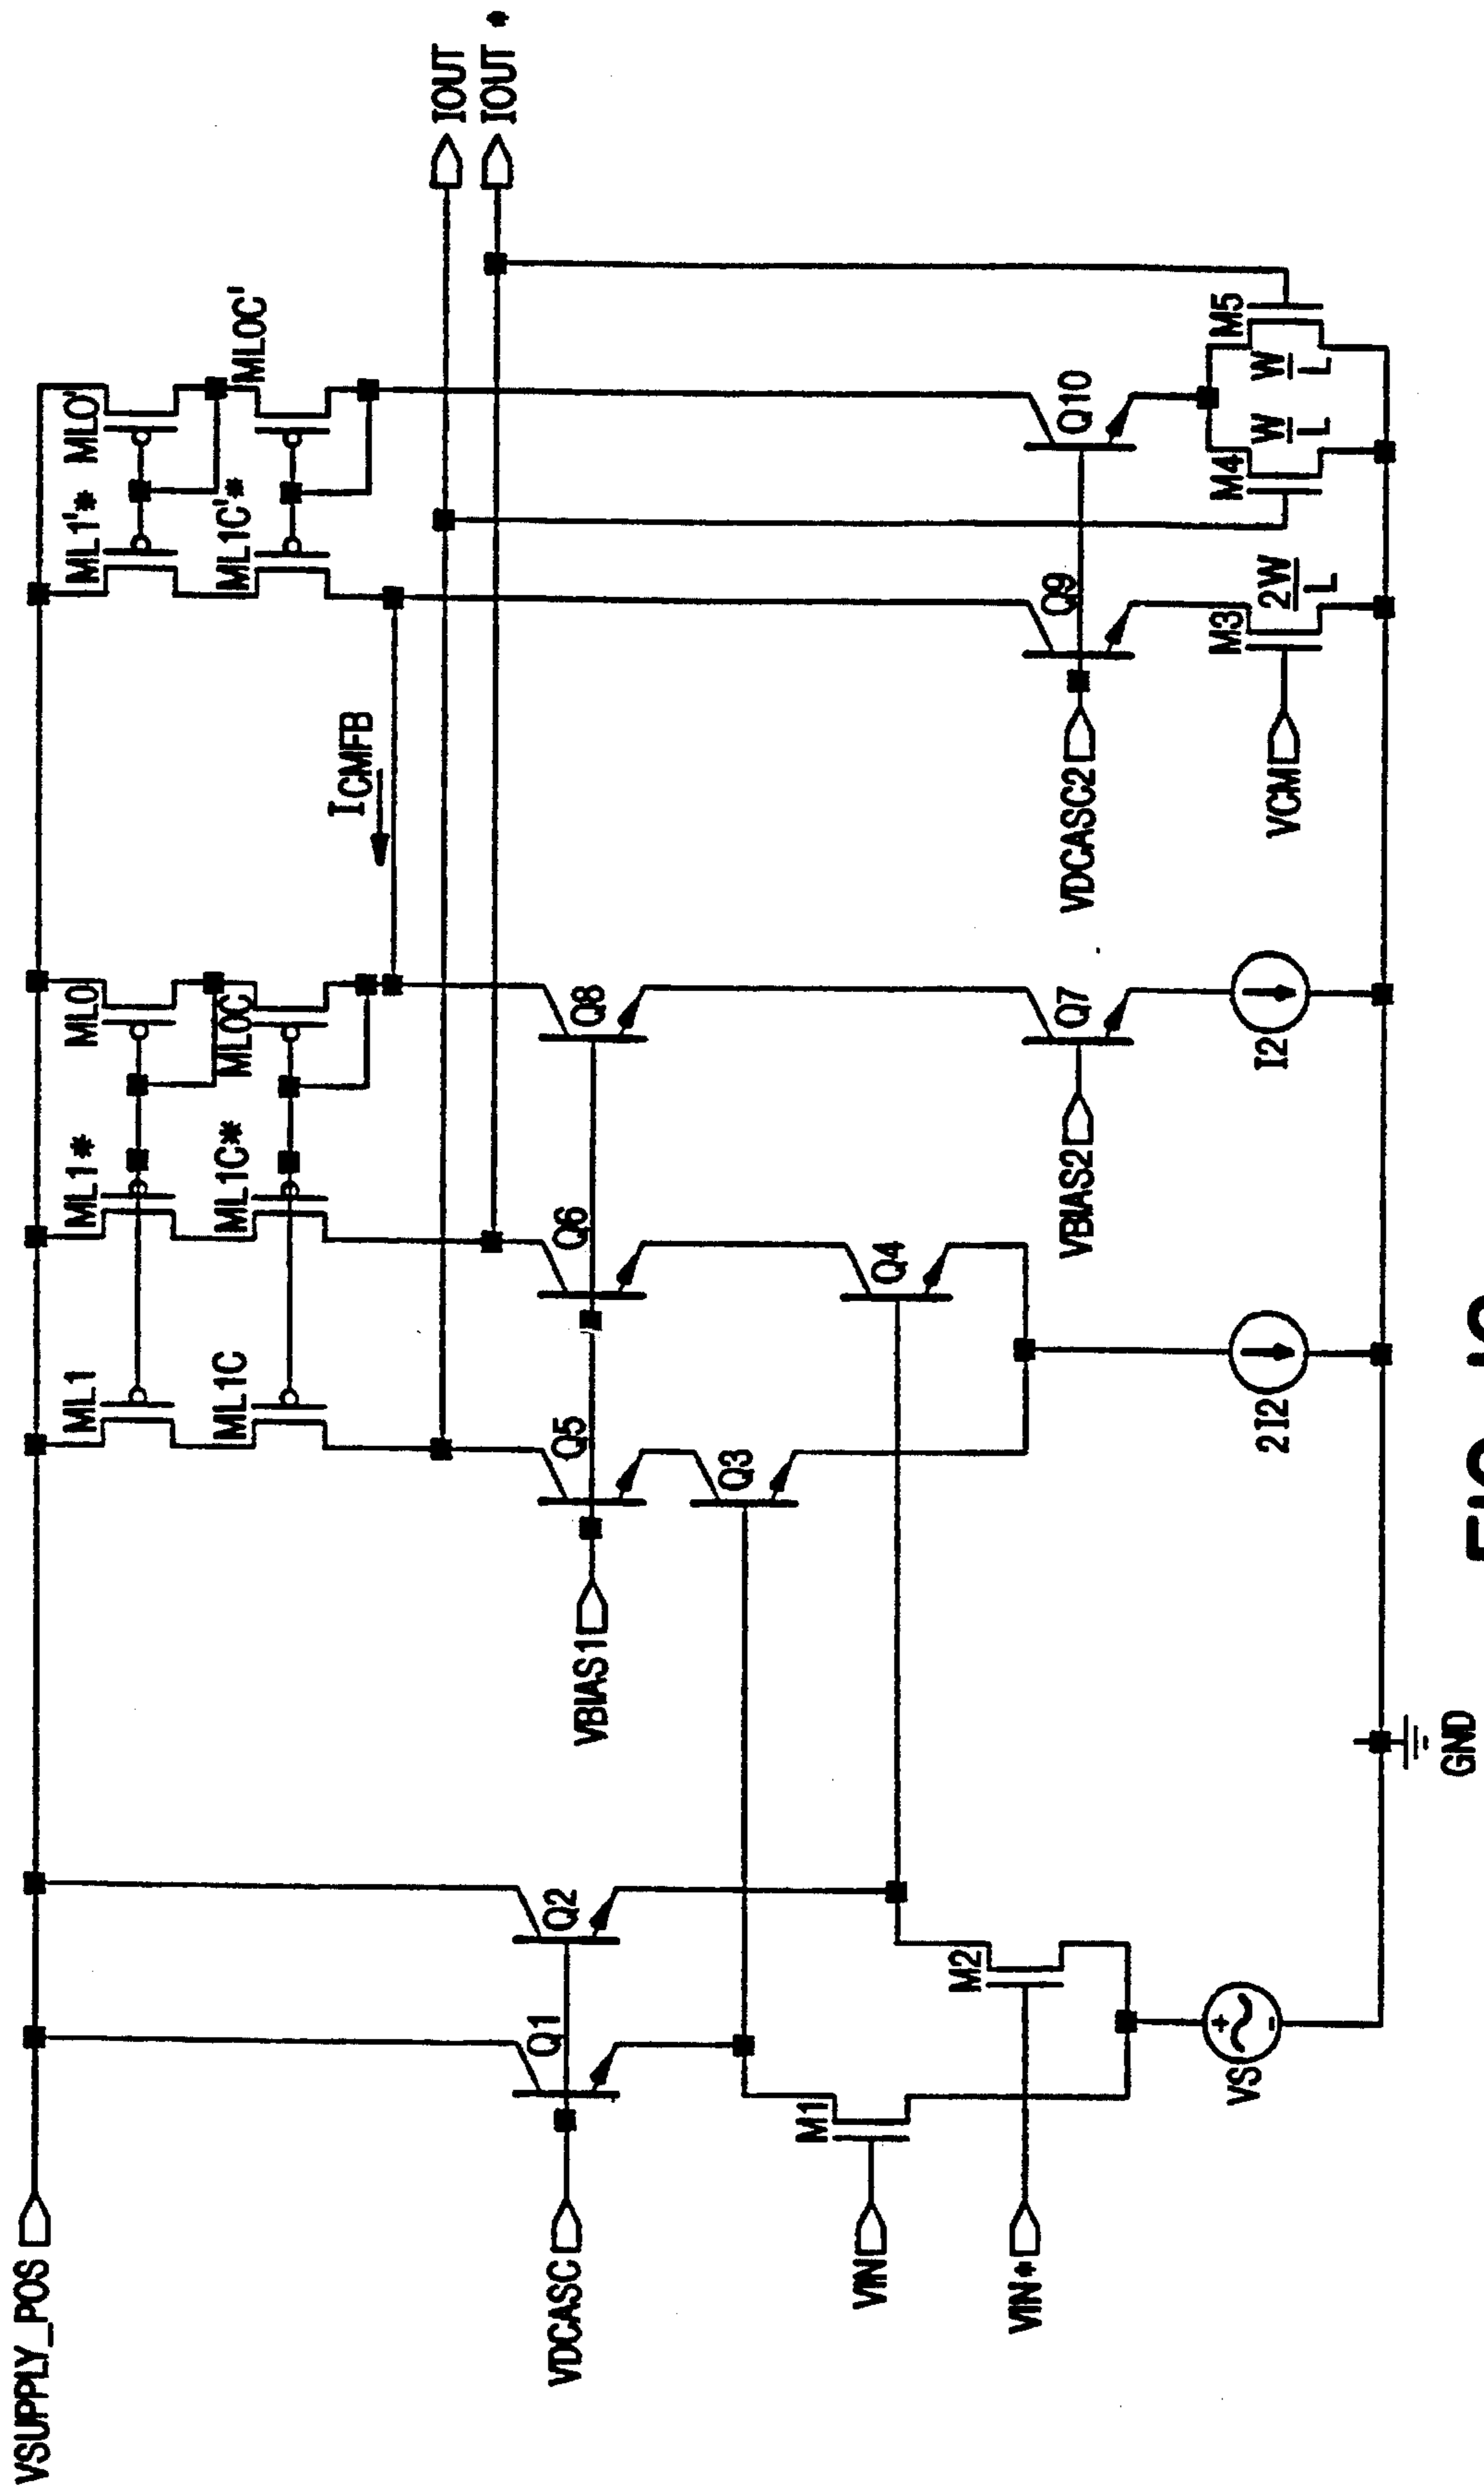 VSUPPLY_POS
ML1
ML1*
ML0
ML1'*
ML0'
ML1C
ML1C*
ML0C
ML1C'*
ML0C'
ICMFB
IOUT
IOUT*
VDCASC
Q1
Q2
VBIAS1
Q5
Q6
Q8
Q3
Q4
VIN
M1
VIN*
M2
VBIAS2
Q7
VDCASC2
Q9
Q10
VCM
M3
2W
L
M4
W
L
M5
W
L
VS
+
-
2I2
I2
GND